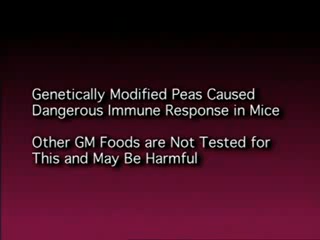 Genetically Modified Peas Caused
Dangerous Immune Response in Mice
Other GM Foods are Not Tested for
This and May Be Harmful